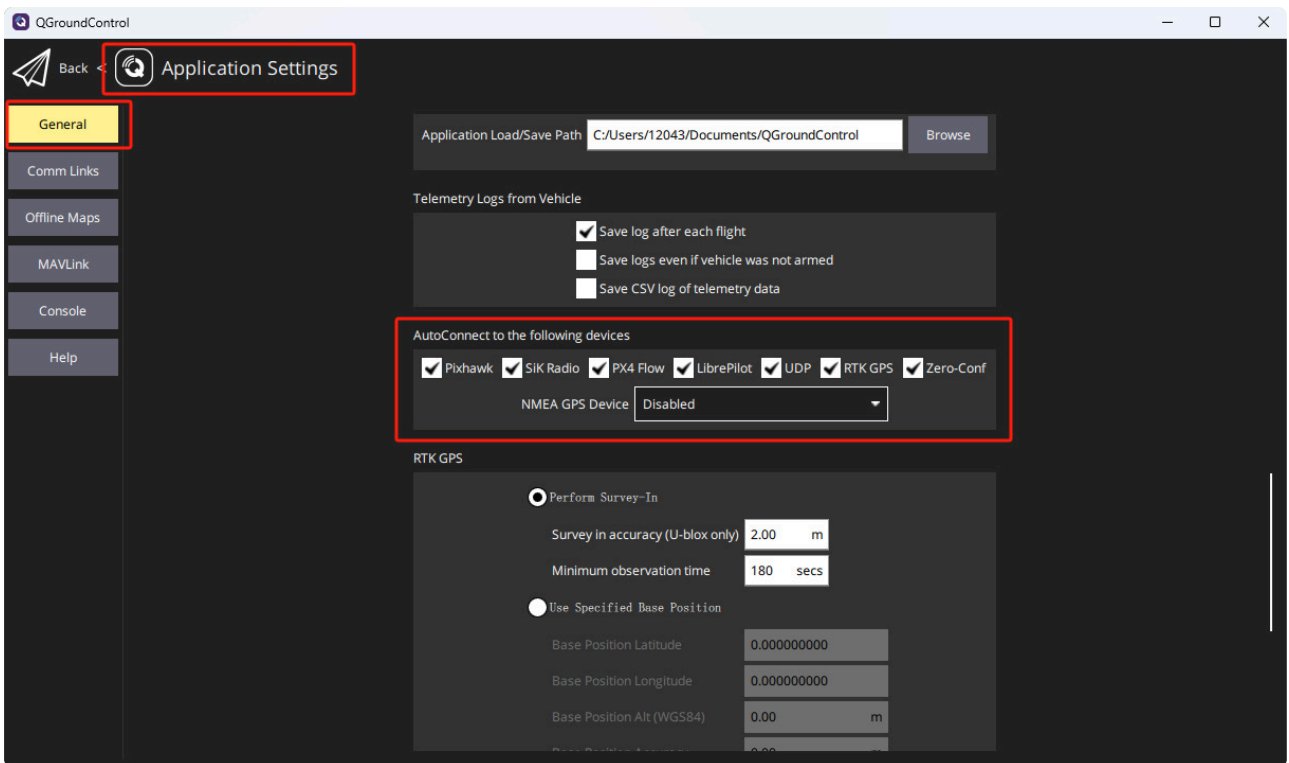 QGroundControl
Back < Application Settings
General
Comm Links
Offline Maps
MAVLink
Console
Help
Application Load/Save Path C:/Users/12043/Documents/QGroundControl Browse
Telemetry Logs from Vehicle
Save log after each flight
Save logs even if vehicle was not armed
Save CSV log of telemetry data
AutoConnect to the following devices
Pixhawk SiK Radio PX4 Flow LibrePilot UDP RTK GPS Zero-Conf
NMEA GPS Device Disabled
RTK GPS
Perform Survey-In
Survey in accuracy (U-blox only) 2.00 m
Minimum observation time 180 secs
Use Specified Base Position
Base Position Latitude 0.000000000
Base Position Longitude 0.000000000
Base Position Alt (WGS84) 0.00 m